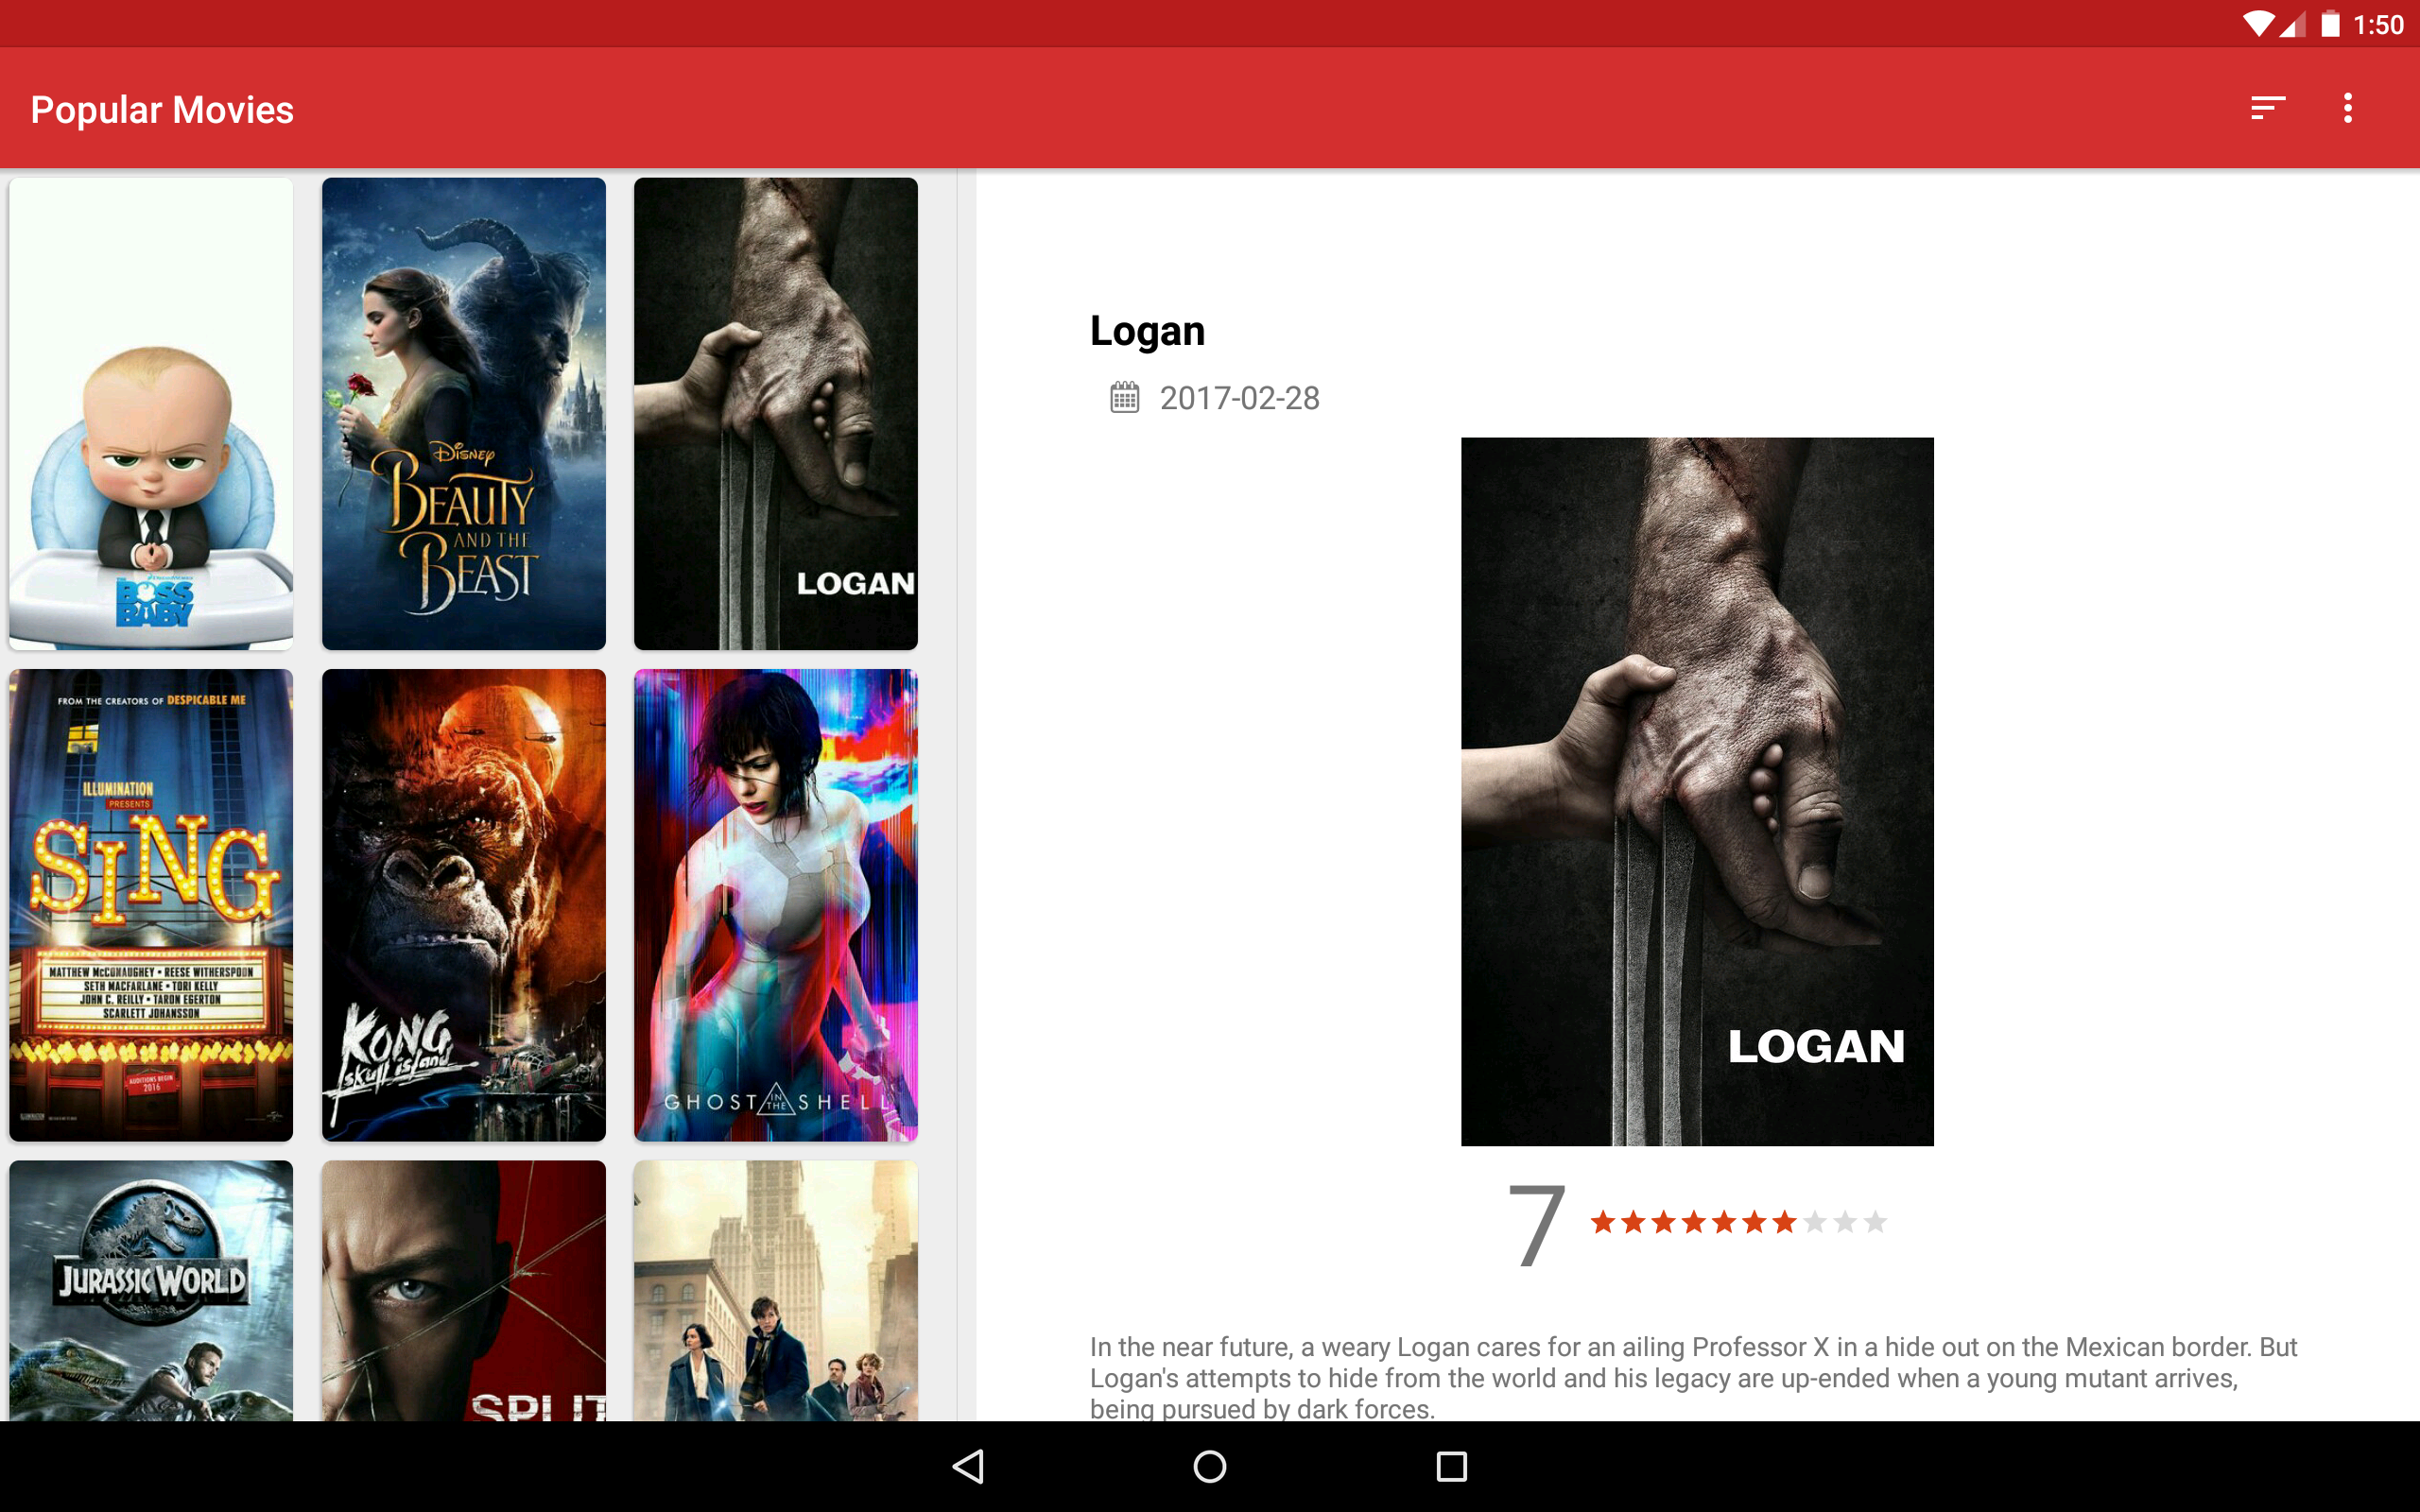 1:50
Popular Movies
THE
BOSS
BABY
Disney
BEAUTY
AND THE
BEAST
LOGAN
FROM THE CREATORS OF DESPICABLE ME
ILLUMINATION
PRESENTS
SING
MATTHEW McCONAUGHEY • REESE WITHERSPOON
SETH MACFARLANE • TORI KELLY
JOHN C. REILLY • TARON EGERTON
SCARLETT JOHANSSON
AUDITIONS BEGIN
2016
KONG
skull island
GHOST IN THE SHELL
JURASSIC WORLD
SPLIT
Logan
2017-02-28
LOGAN
7
In the near future, a weary Logan cares for an ailing Professor X in a hide out on the Mexican border. But
Logan's attempts to hide from the world and his legacy are up-ended when a young mutant arrives,
being pursued by dark forces.